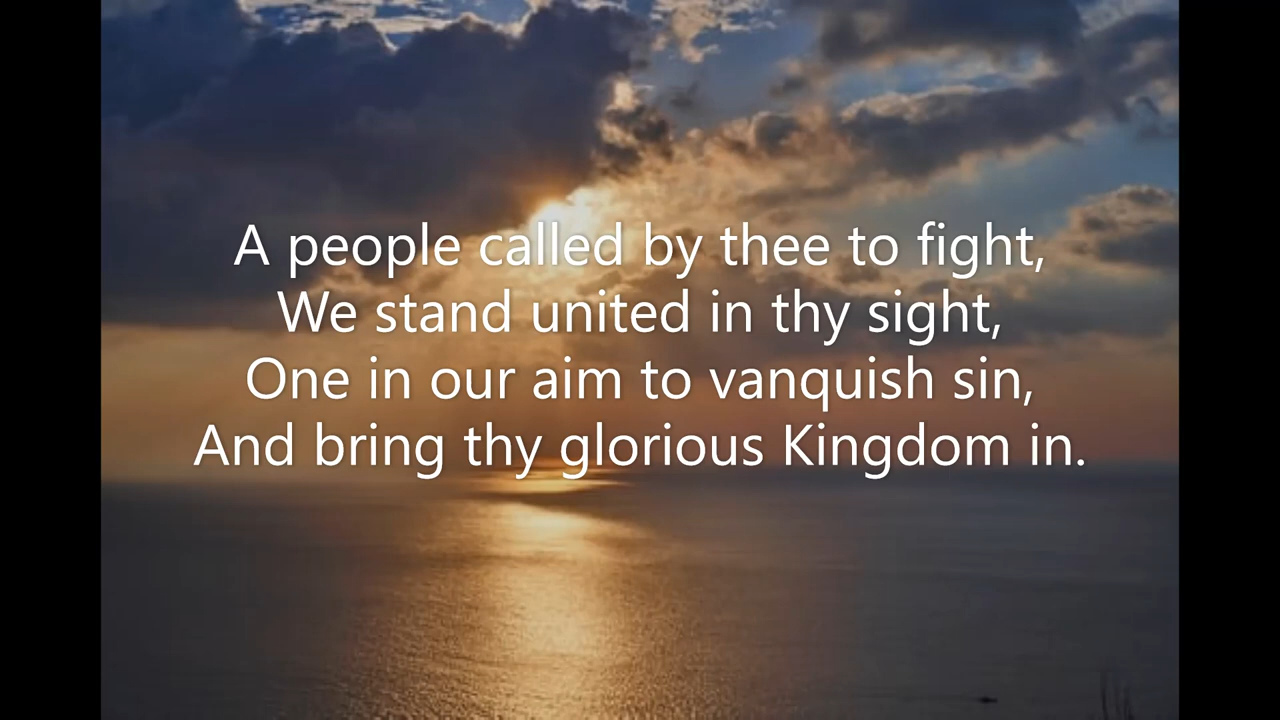 A people called by thee to fight,
We stand united in thy sight,
One in our aim to vanquish sin,
And bring thy glorious Kingdom in.